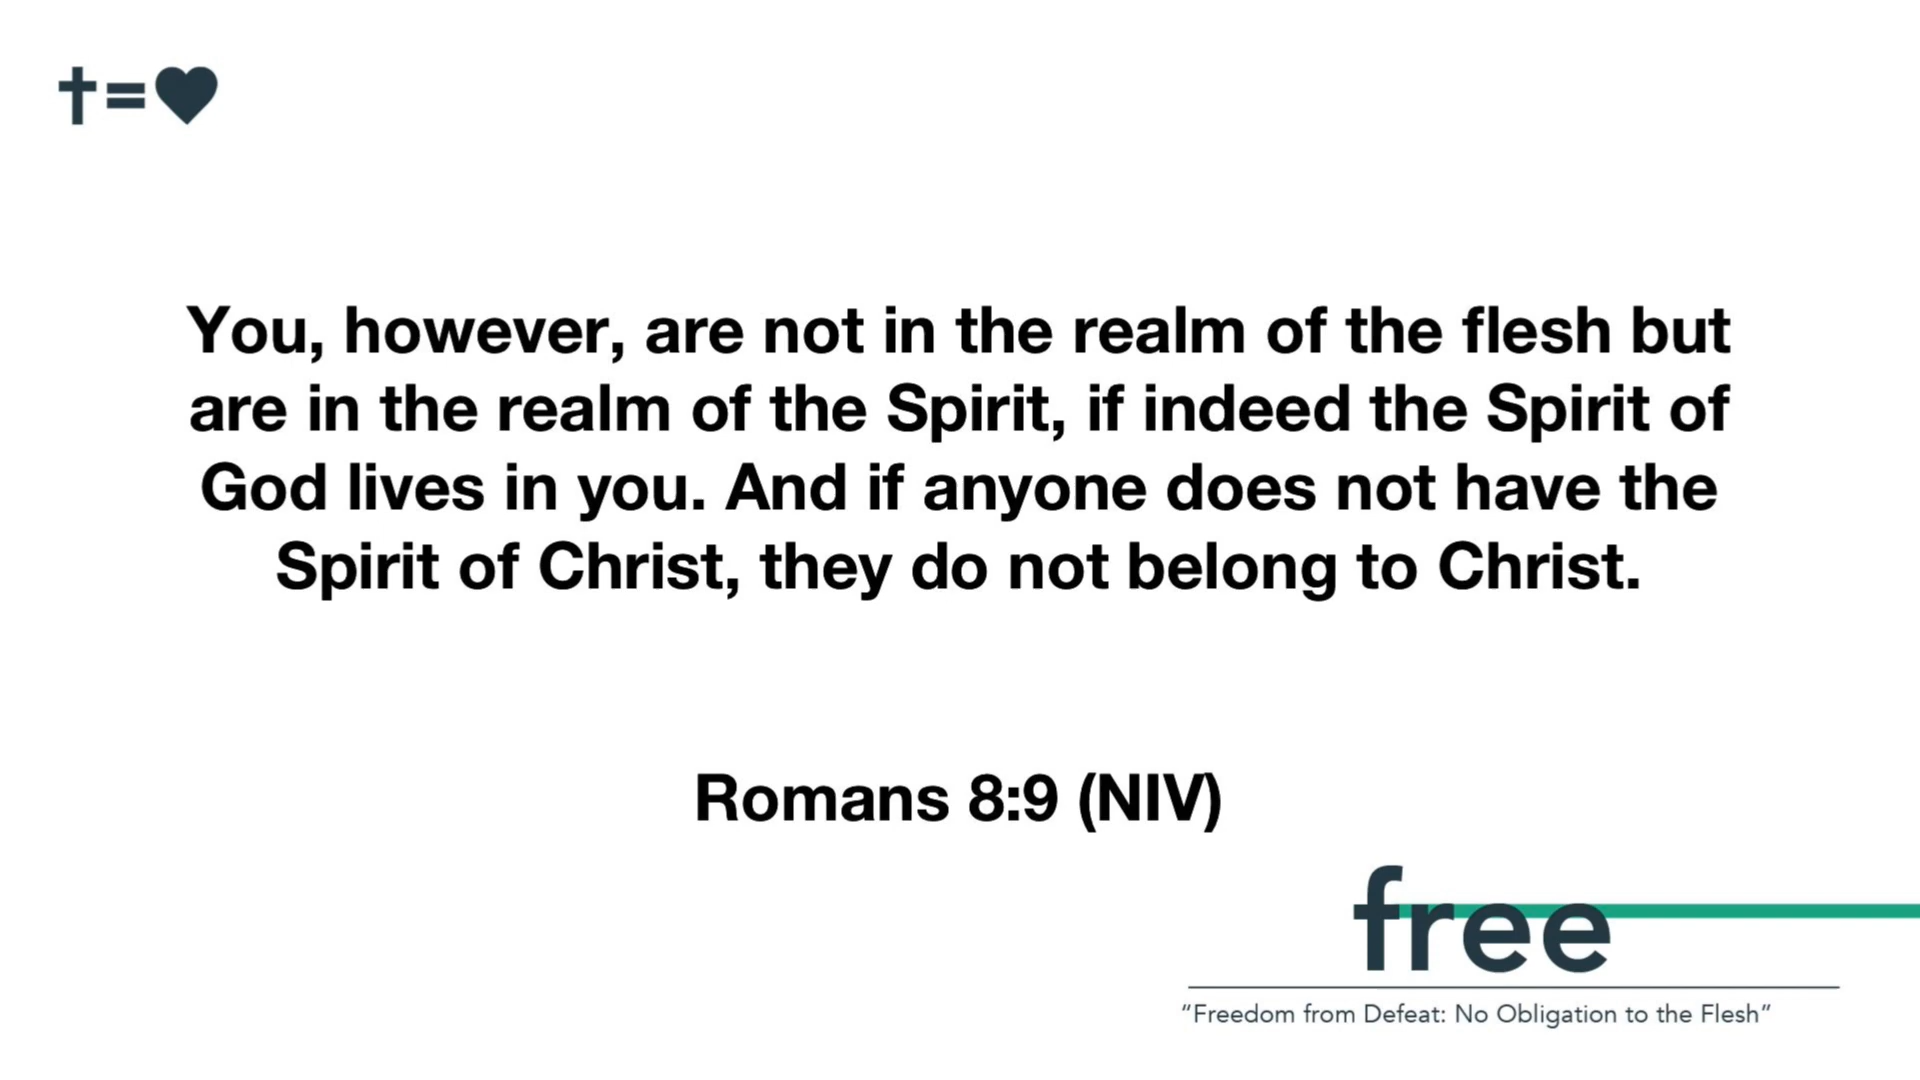 You, however, are not in the realm of the flesh but
are in the realm of the Spirit, if indeed the Spirit of
God lives in you. And if anyone does not have the
Spirit of Christ, they do not belong to Christ.
Romans 8:9 (NIV)
free
“Freedom from Defeat: No Obligation to the Flesh”